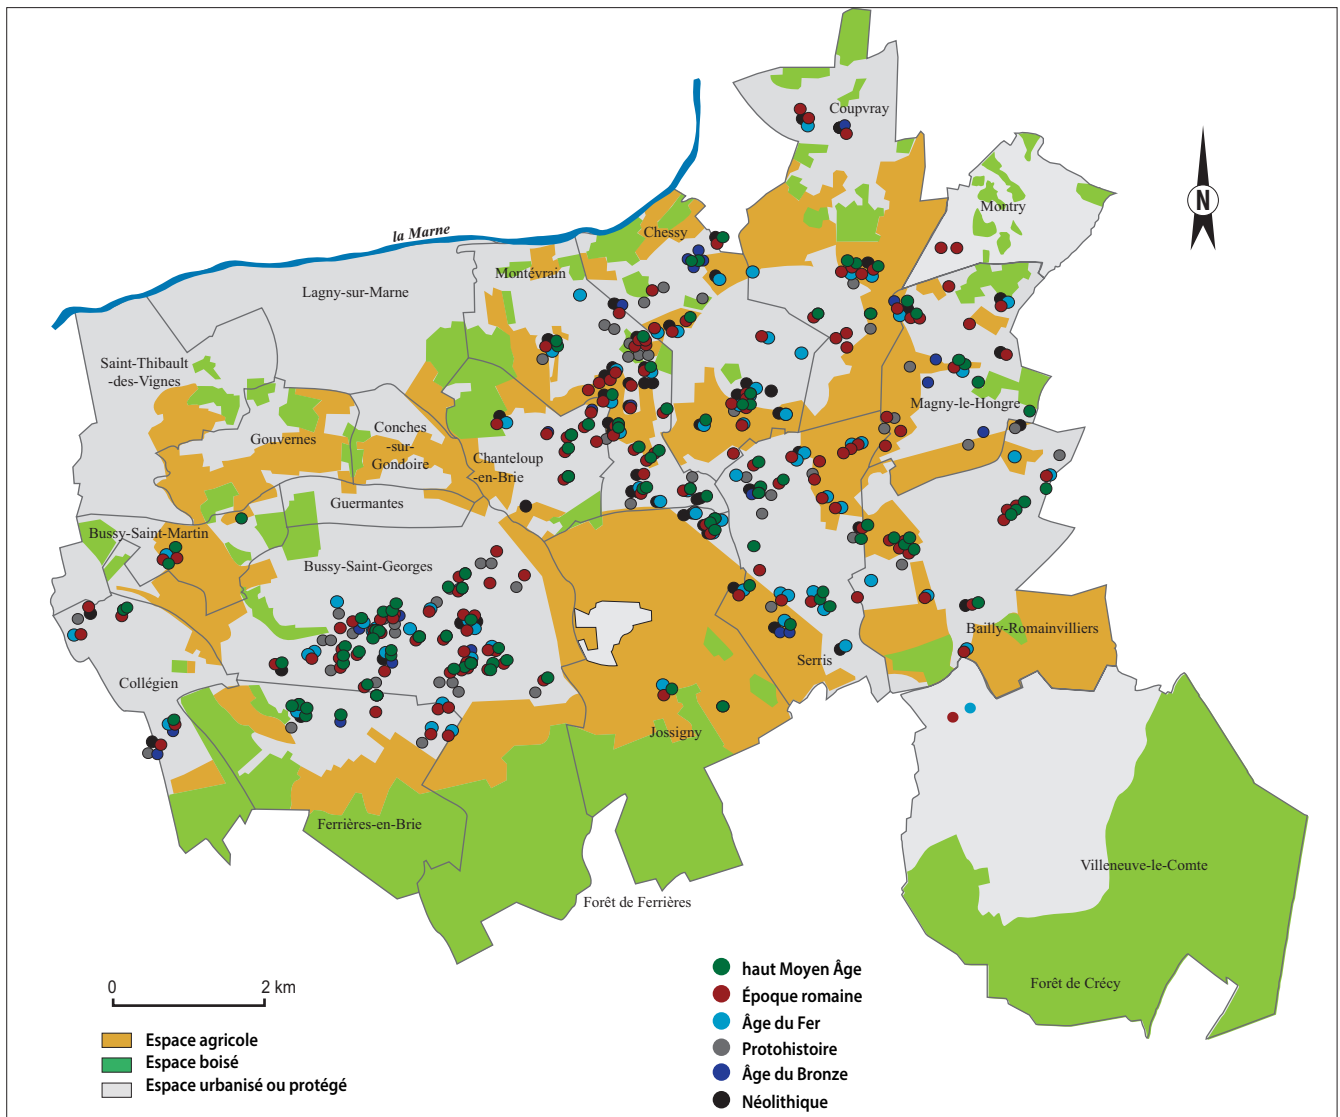 Coupvray
N
Montry
Chessy
la Marne
Montévrain
Lagny-sur-Marne
Saint-Thibault
-des-Vignes
Magny-le-Hongre
Gouvernes
Conches
-sur-
Gondoire
Chanteloup
-en-Brie
Guermantes
Bussy-Saint-Martin
Bussy-Saint-Georges
Bailly-Romainvilliers
Serris
Collégien
Jossigny
Ferrières-en-Brie
Villeneuve-le-Comte
Forêt de Ferrières
Forêt de Crécy
0 2 km
Espace agricole
Espace boisé
Espace urbanisé ou protégé
haut Moyen Âge
Époque romaine
Âge du Fer
Protohistoire
Âge du Bronze
Néolithique